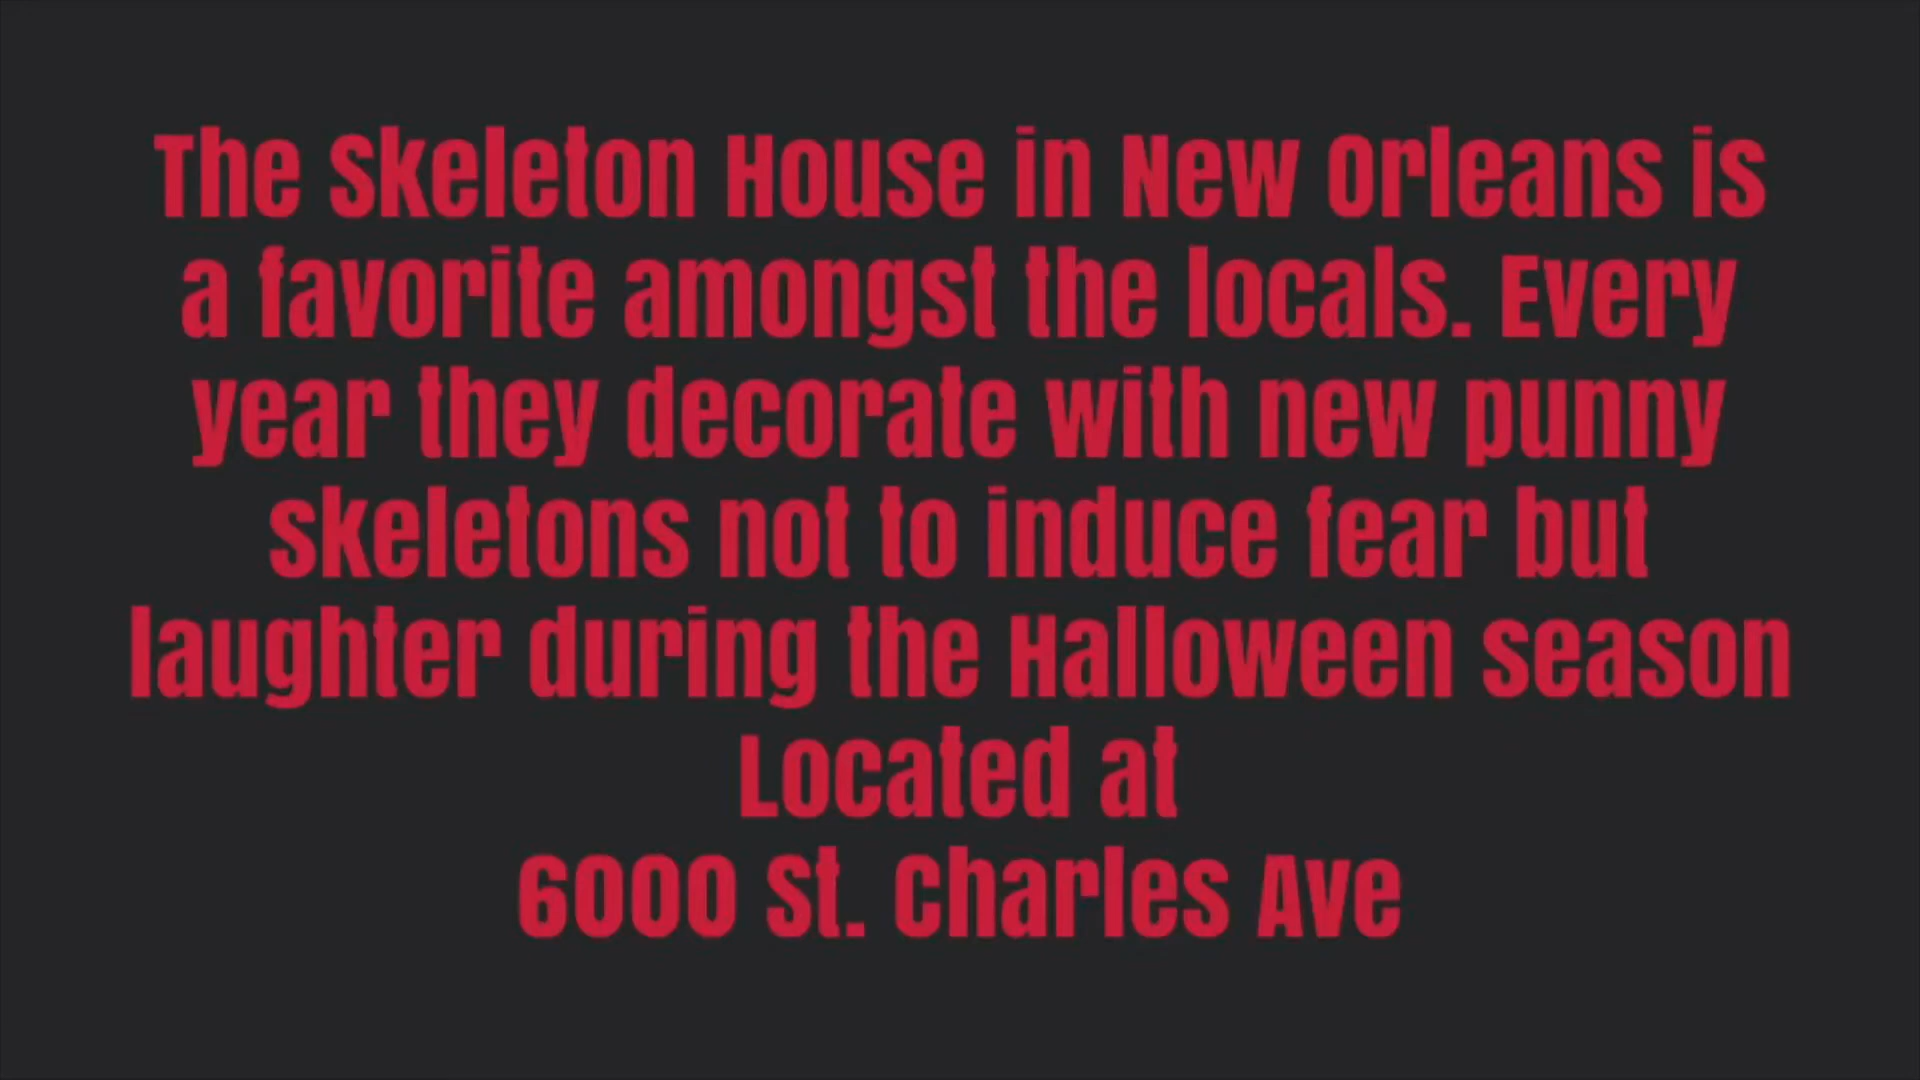 The Skeleton House in New Orleans is
a favorite amongst the locals. Every
year they decorate with new punny
skeletons not to induce fear but
laughter during the Halloween season
Located at
6000 St. Charles Ave